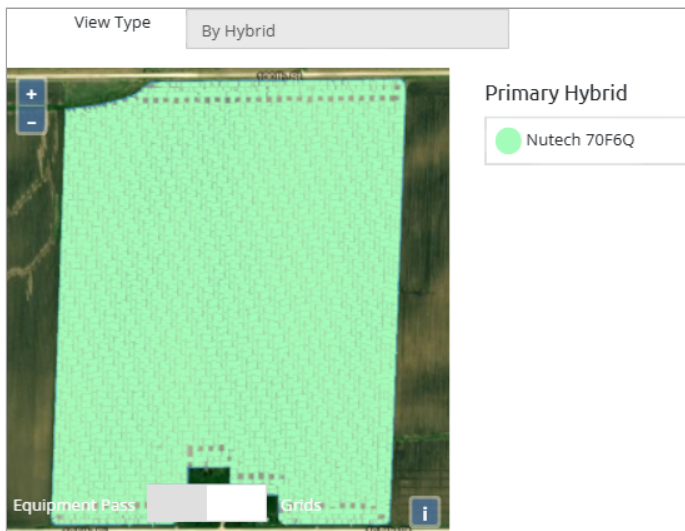 View Type
By Hybrid
+
−
Primary Hybrid
Nutech 70F6Q
Equipment Pass
Grids
i